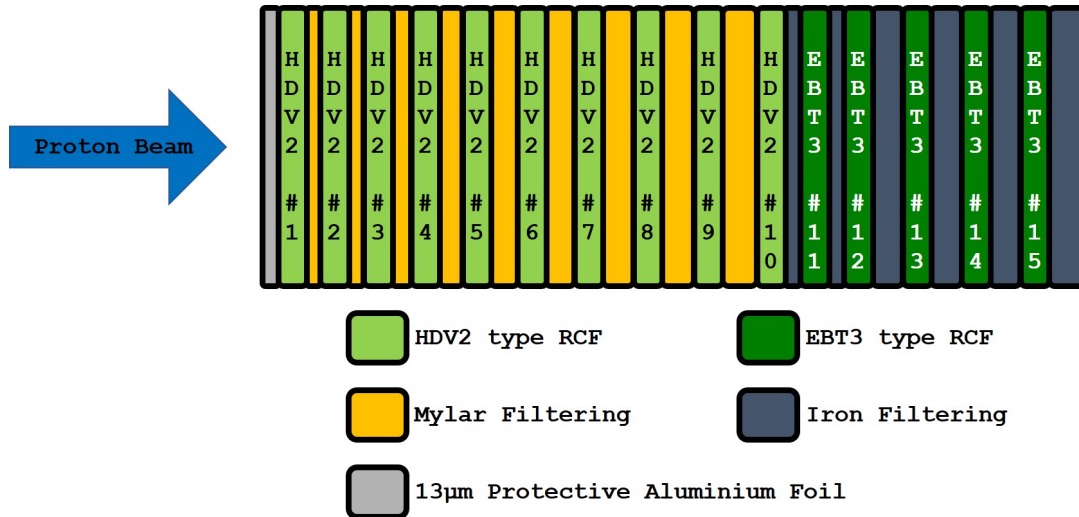 Proton Beam
HDV2 #1
HDV2 #2
HDV2 #3
HDV2 #4
HDV2 #5
HDV2 #6
HDV2 #7
HDV2 #8
HDV2 #9
HDV2 #10
EBT3 #11
EBT3 #12
EBT3 #13
EBT3 #14
EBT3 #15
HDV2 type RCF
EBT3 type RCF
Mylar Filtering
Iron Filtering
13μm Protective Aluminium Foil